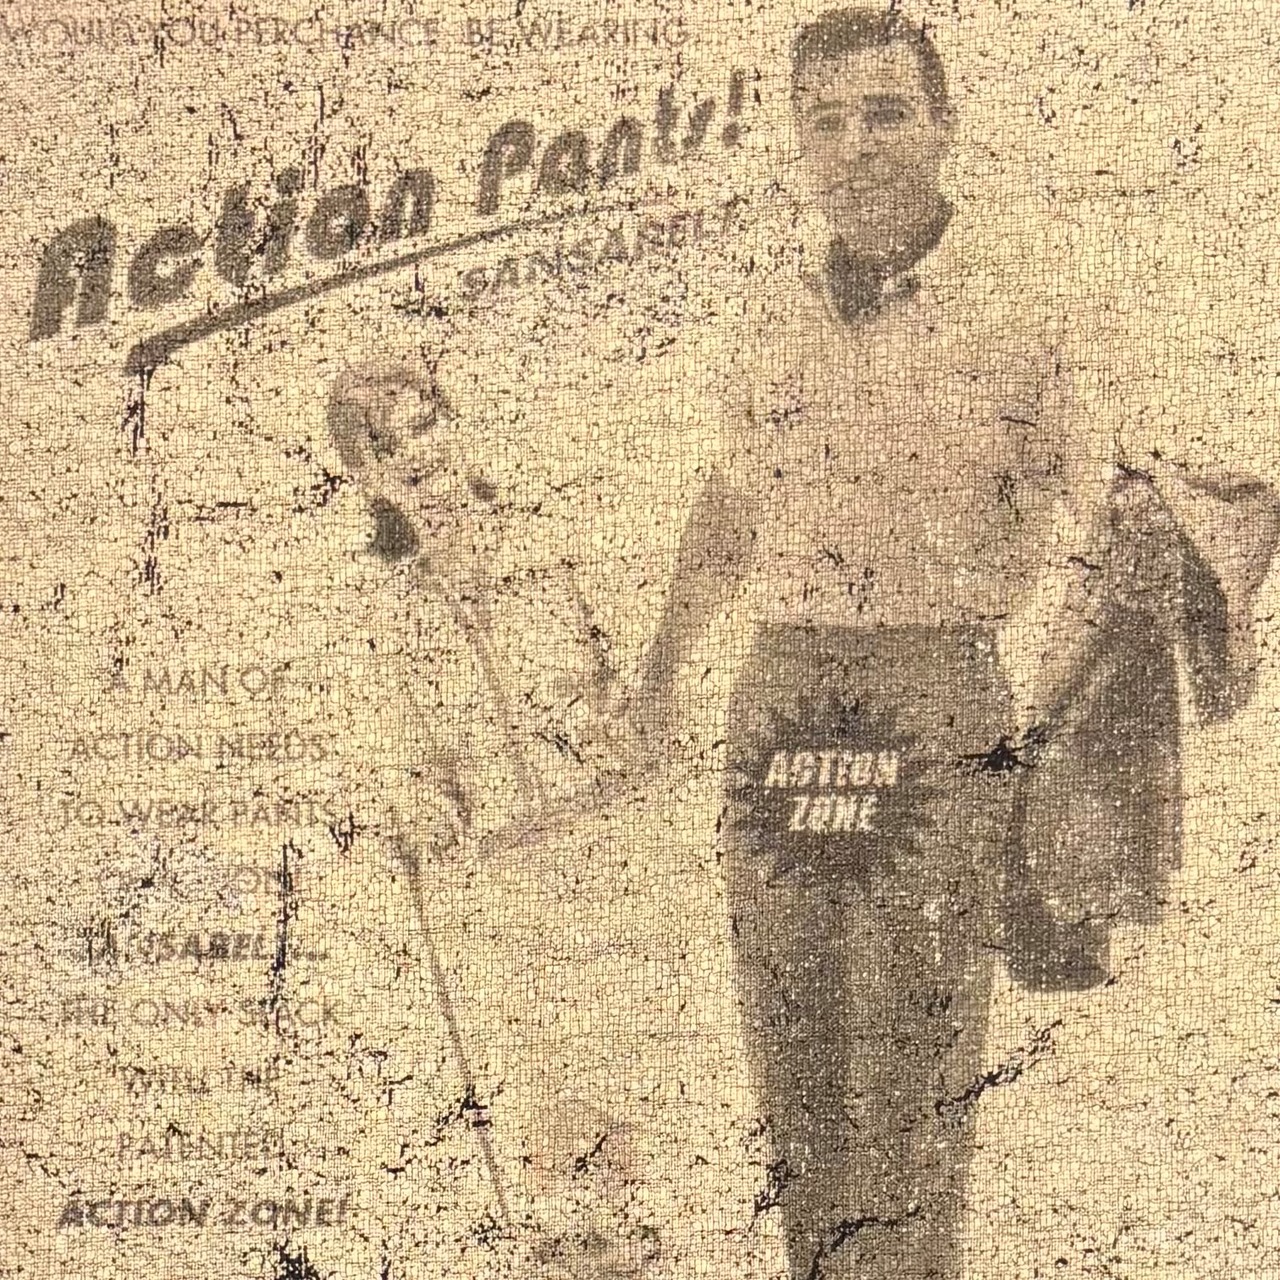 WOULD YOU PERCHANCE BE WEARING...
Action Pants!
SANSABELT
ACTION
ZONE
A MAN OF
ACTION NEEDS
TO WEAR PANTS
SANSABELT...
THE ONLY SLACK
WITH THE
PATENTED
ACTION ZONE!